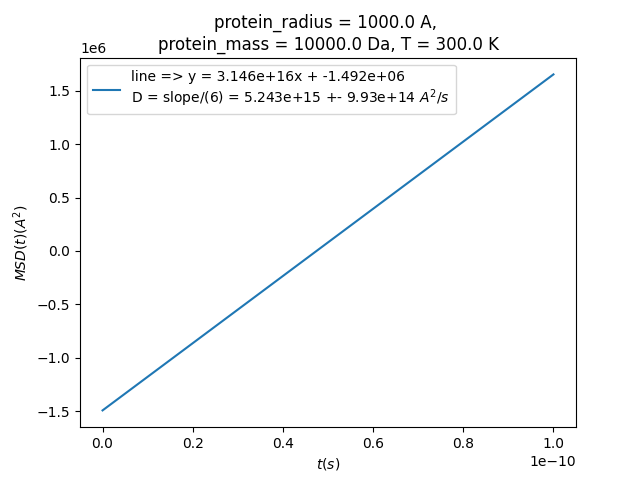 protein_radius = 1000.0 A,
protein_mass = 10000.0 Da, T = 300.0 K
1e6
line => y = 3.146e+16x + -1.492e+06
D = slope/(6) = 5.243e+15 +- 9.93e+14 A²/s
1.5
1.0
0.5
0.0
−0.5
−1.0
−1.5
MSD(t)(A²)
0.0 0.2 0.4 0.6 0.8 1.0
t(s)
1e−10